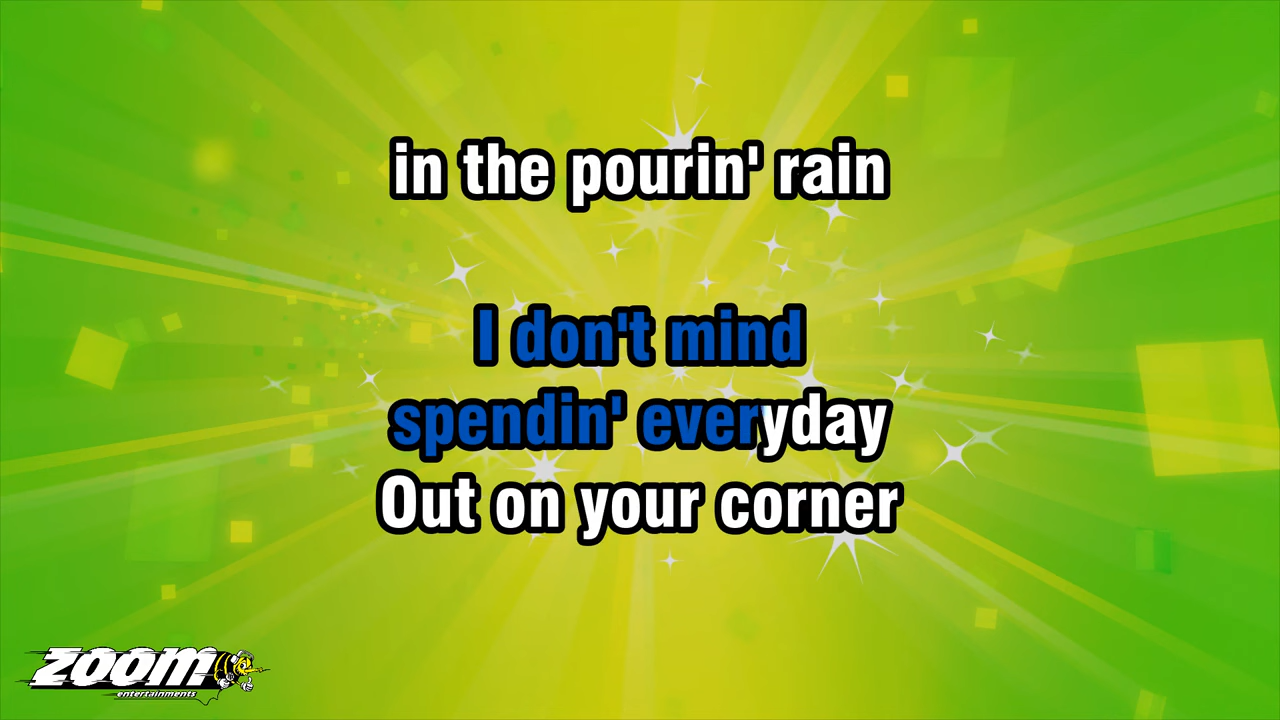 in the pourin' rain
I don't mind
spendin' everyday
Out on your corner
zoom
entertainments